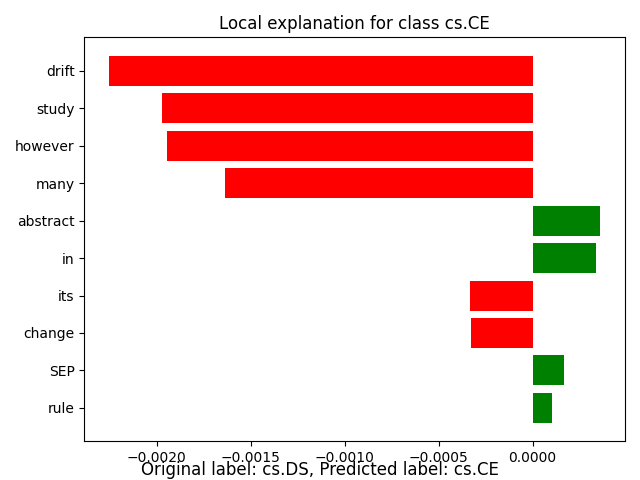 Local explanation for class cs.CE
drift
study
however
many
abstract
in
its
change
SEP
rule
−0.0020 −0.0015 −0.0010 −0.0005 0.0000
Original label: cs.DS, Predicted label: cs.CE